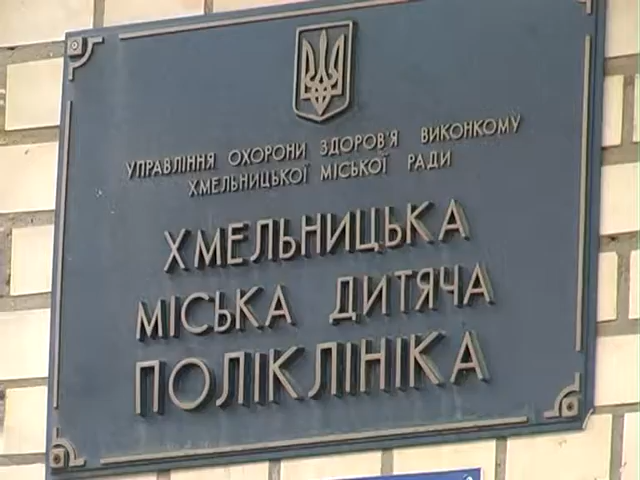 УПРАВЛІННЯ ОХОРОНИ ЗДОРОВ'Я ВИКОНКОМУ
ХМЕЛЬНИЦЬКОЇ МІСЬКОЇ РАДИ
ХМЕЛЬНИЦЬКА
МІСЬКА ДИТЯЧА
ПОЛІКЛІНІКА